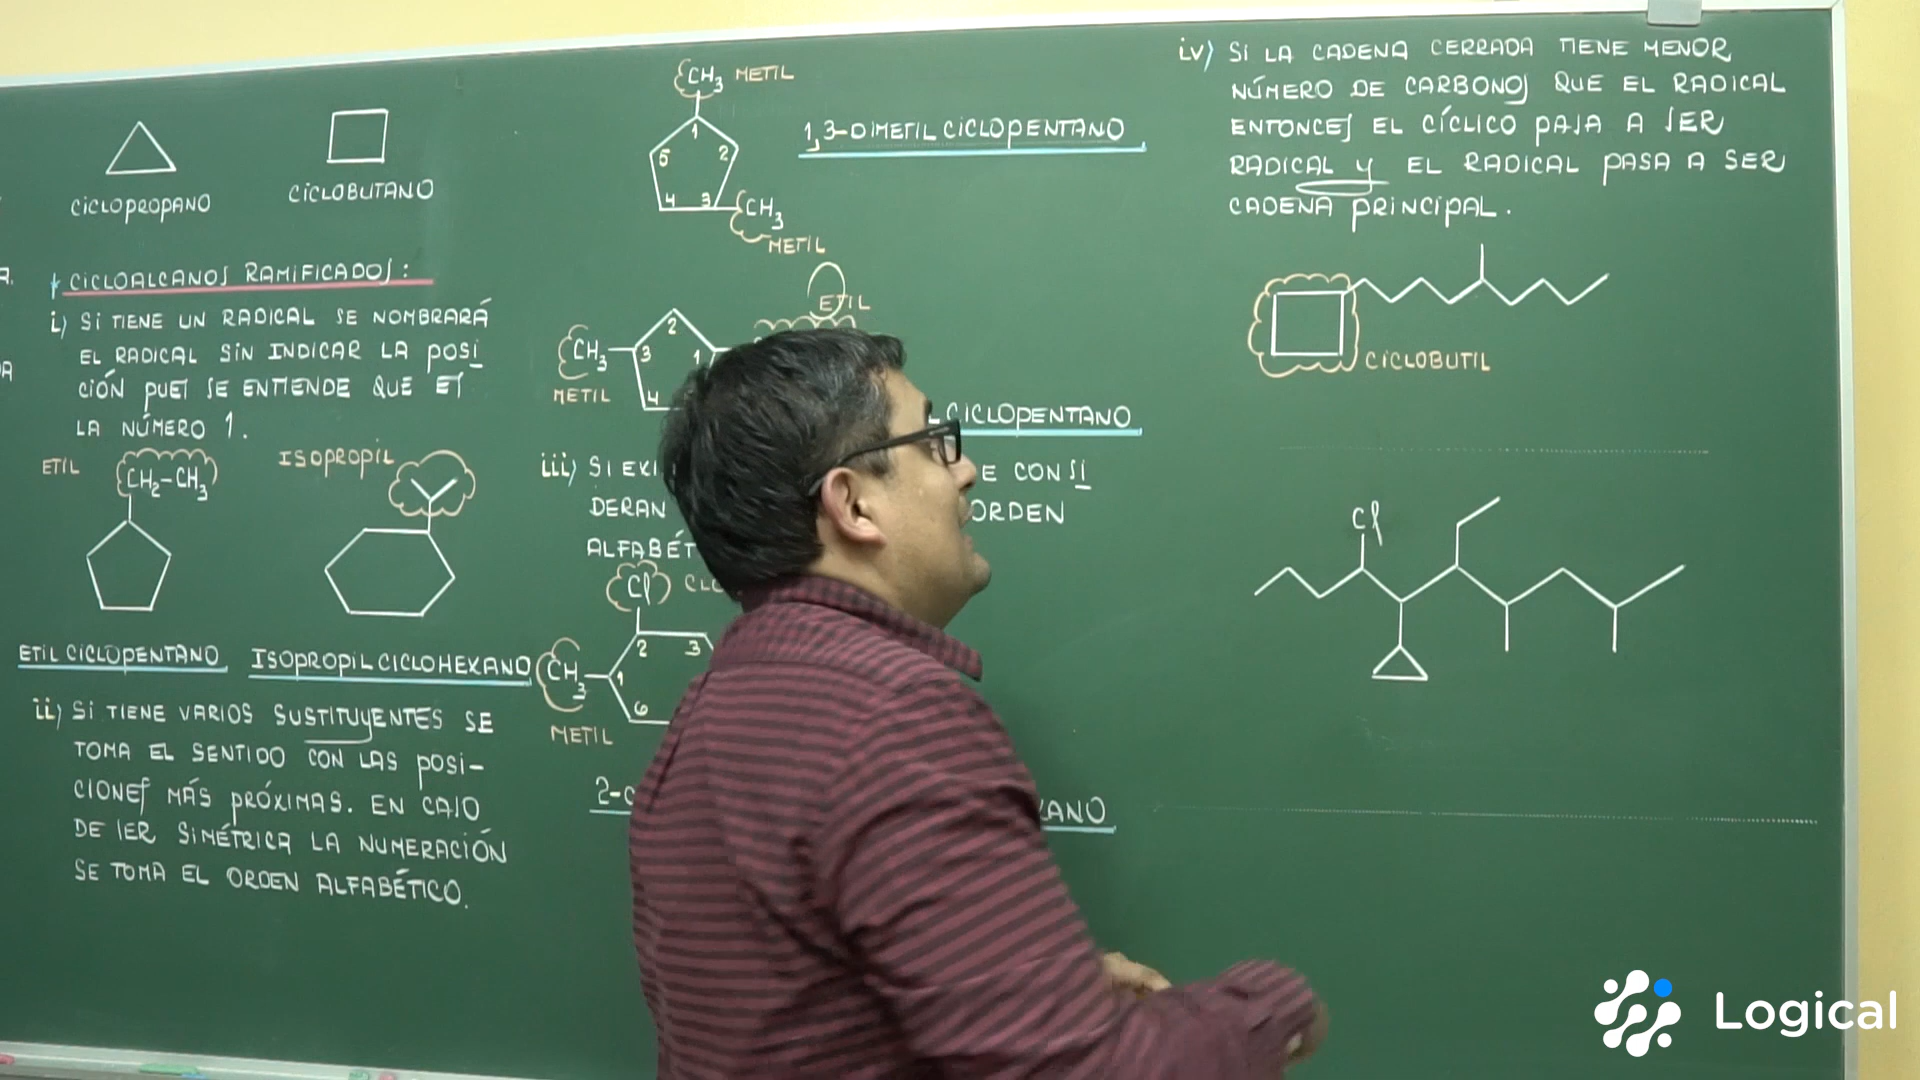 CICLOPROPANO
CICLOBUTANO
* CICLOALCANOS RAMIFICADOS:
i) SI TIENE UN RADICAL SE NOMBRARÁ
EL RADICAL SIN INDICAR LA POSI
CIÓN PUES SE ENTIENDE QUE ES
LA NÚMERO 1.
ETIL
CH2-CH3
ISOPROPIL
ETIL CICLOPENTANO
ISOPROPIL CICLOHEXANO
ii) SI TIENE VARIOS SUSTITUYENTES SE
TOMA EL SENTIDO CON LAS POSI-
CIONES MÁS PRÓXIMAS. EN CASO
DE SER SIMÉTRICA LA NUMERACIÓN
SE TOMA EL ORDEN ALFABÉTICO.
CH3 METIL
1
5 2
4 3 CH3
METIL
1,3-DIMETIL CICLOPENTANO
ETIL
2
CH3 3 1
METIL 4
L CICLOPENTANO
iii) SI E CONSI
DERAN ORDEN
Cl
2 3
CH3 1
6
METIL
iv) SI LA CADENA CERRADA TIENE MENOR
NÚMERO DE CARBONOS QUE EL RADICAL
ENTONCES EL CÍCLICO PASA A SER
RADICAL Y EL RADICAL PASA A SER
CADENA PRINCIPAL.
CICLOBUTIL
Cl
Logical